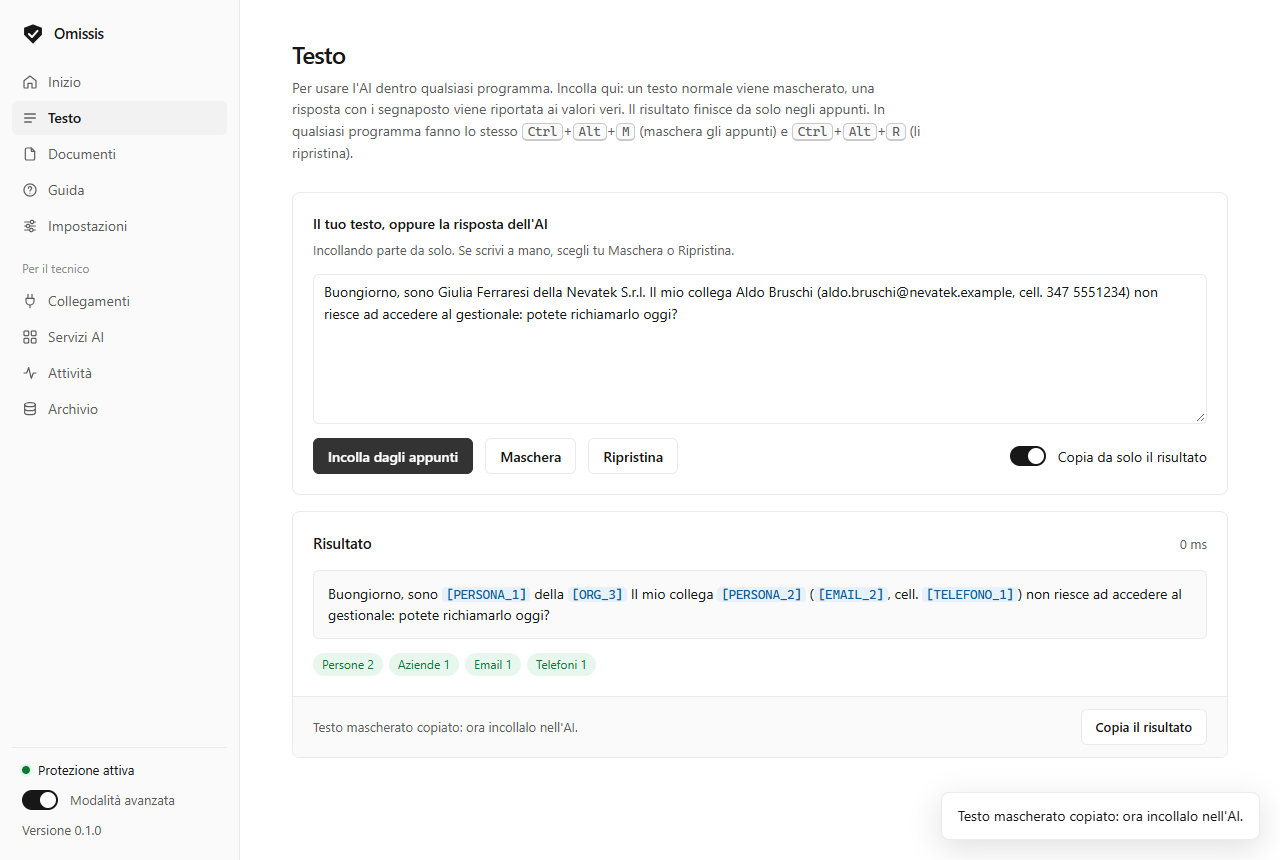 Omissis
Inizio
Testo
Documenti
Guida
Impostazioni
Per il tecnico
Collegamenti
Servizi AI
Attività
Archivio
Protezione attiva
Modalità avanzata
Versione 0.1.0
Testo
Per usare l'AI dentro qualsiasi programma. Incolla qui: un testo normale viene mascherato, una
risposta con i segnaposto viene riportata ai valori veri. Il risultato finisce da solo negli appunti. In
qualsiasi programma fanno lo stesso Ctrl+Alt+M (maschera gli appunti) e Ctrl+Alt+R (li
ripristina).
Il tuo testo, oppure la risposta dell'AI
Incollando parte da solo. Se scrivi a mano, scegli tu Maschera o Ripristina.
Buongiorno, sono Giulia Ferraresi della Nevatek S.r.l. Il mio collega Aldo Bruschi (aldo.bruschi@nevatek.example, cell. 347 5551234) non
riesce ad accedere al gestionale: potete richiamarlo oggi?
Incolla dagli appunti Maschera Ripristina Copia da solo il risultato
Risultato 0 ms
Buongiorno, sono [PERSONA_1] della [ORG_3] Il mio collega [PERSONA_2] ([EMAIL_2], cell. [TELEFONO_1]) non riesce ad accedere al
gestionale: potete richiamarlo oggi?
Persone 2 Aziende 1 Email 1 Telefoni 1
Testo mascherato copiato: ora incollalo nell'AI. Copia il risultato
Testo mascherato copiato: ora incollalo nell'AI.